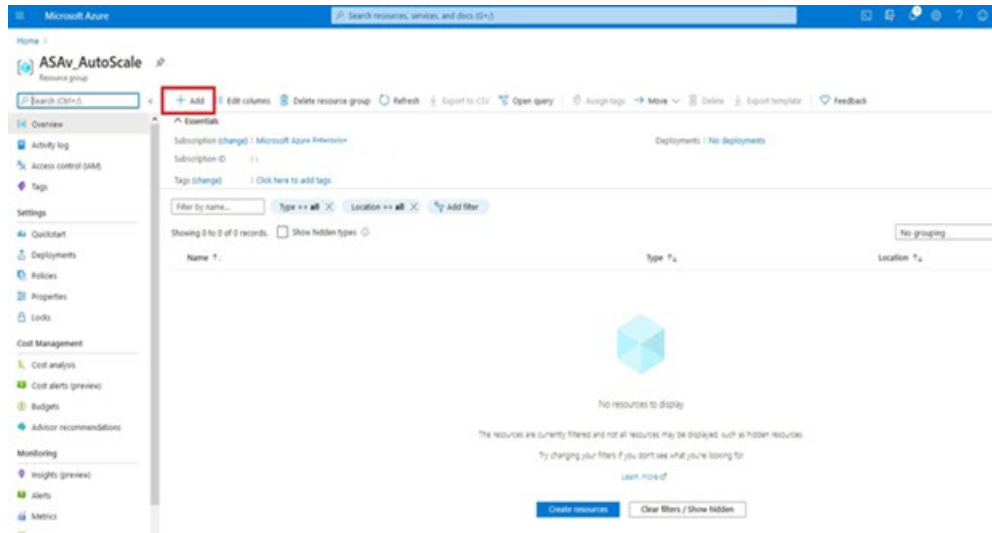 Microsoft Azure
Search resources, services, and docs (G+/)
Home >
ASAv_AutoScale
Resource group
Search (Ctrl+/)
Add Edit columns Delete resource group Refresh Export to CSV Open query Assign tags Move Delete Export template Feedback
Overview
Activity log
Access control (IAM)
Tags
Settings
Quickstart
Deployments
Policies
Properties
Locks
Cost Management
Cost analysis
Cost alerts (preview)
Budgets
Advisor recommendations
Monitoring
Insights (preview)
Alerts
Metrics
Essentials
Subscription (change) : Microsoft Azure Enterprise
Deployments : No deployments
Subscription ID :
Tags (change) : Click here to add tags
Filter by name... Type == all Location == all Add filter
Showing 0 to 0 of 0 records. Show hidden types
No grouping
Name Type Location
No resources to display
The resources are currently filtered and not all resources may be displayed, such as hidden resources.
Try changing your filters if you don't see what you're looking for.
Learn more
Create resources Clear filters / Show hidden